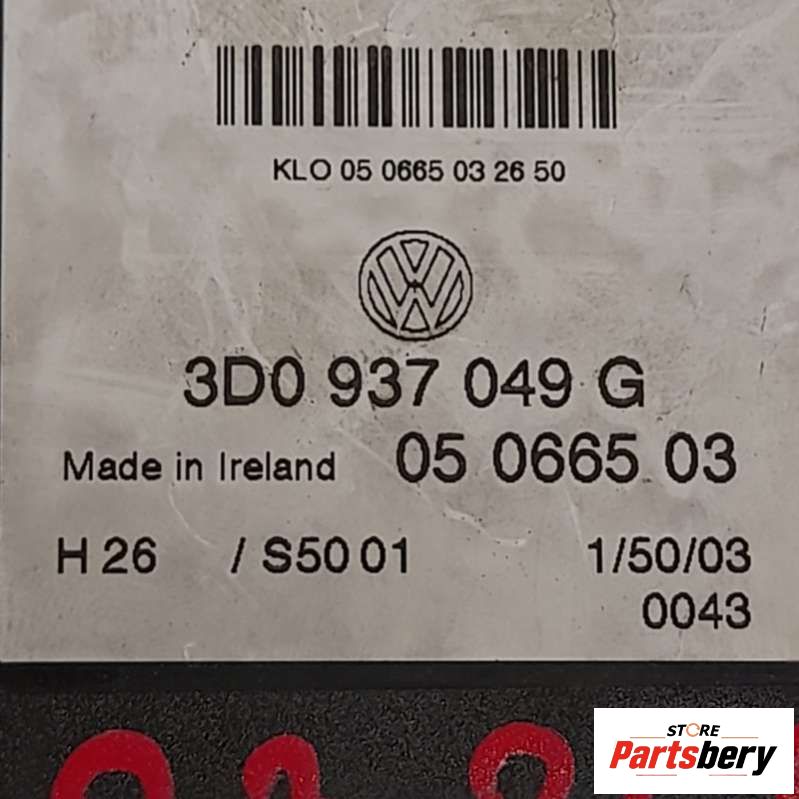 KLO 05 0665 03 26 50
3D0 937 049 G
Made in Ireland 05 0665 03
H 26 / S50 01 1/50/03
0043
STORE
Partsbery